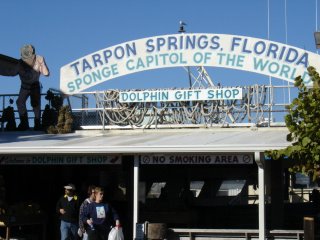 TARPON SPRINGS, FLORIDA
SPONGE CAPITOL OF THE WORLD
DOLPHIN GIFT SHOP
DOLPHIN GIFT SHOP
NO SMOKING AREA